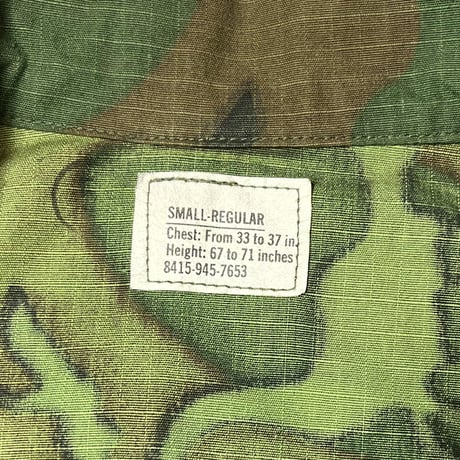 SMALL-REGULAR
Chest: From 33 to 37 in.
Height: 67 to 71 inches
8415-945-7653